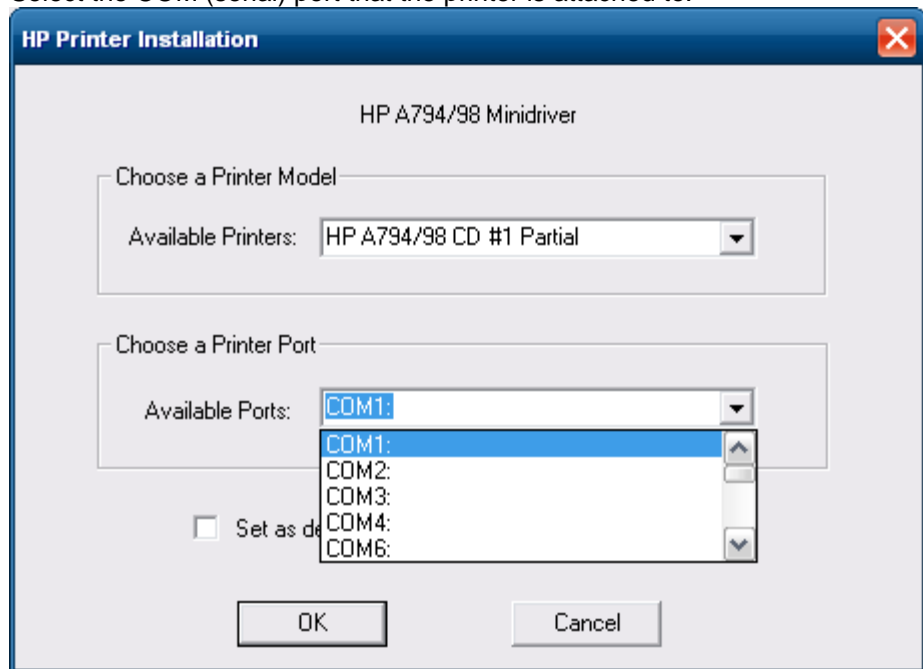 Select the COM (serial) port that the printer is attached to.
HP Printer Installation
HP A794/98 Minidriver
Choose a Printer Model
Available Printers: HP A794/98 CD #1 Partial
Choose a Printer Port
Available Ports: COM1:
COM1:
COM2:
COM3:
Set as de COM4:
COM6:
OK Cancel